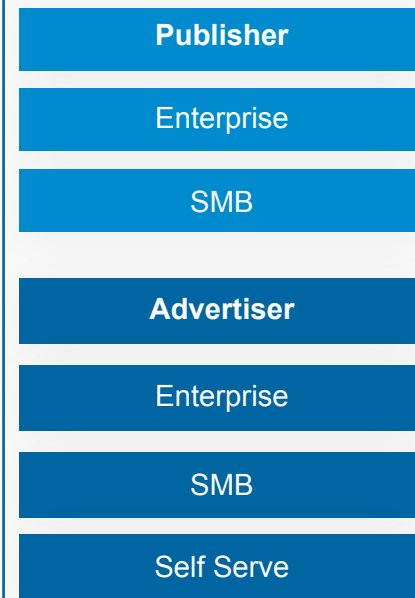 Publisher
Enterprise
SMB
Advertiser
Enterprise
SMB
Self Serve